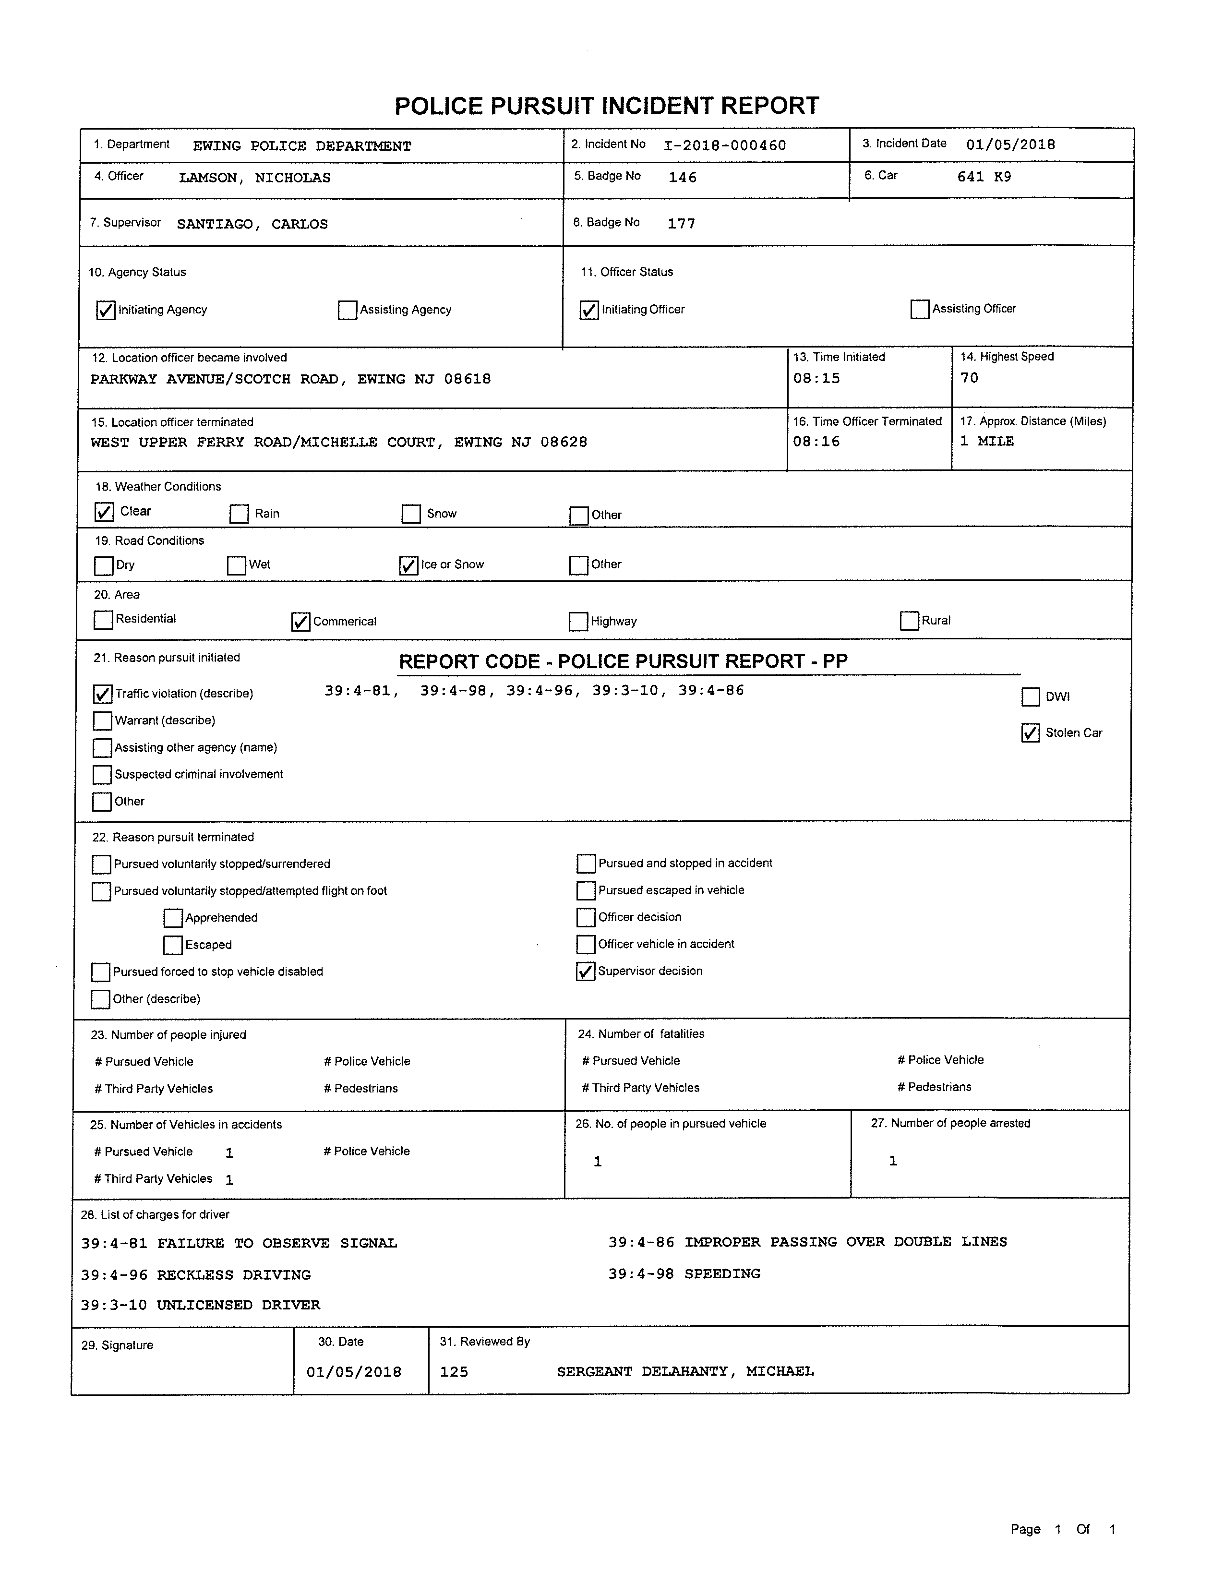 POLICE PURSUIT INCIDENT REPORT
1. Department EWING POLICE DEPARTMENT 2. Incident No I-2018-000460 3. Incident Date 01/05/2018
4. Officer LAMSON, NICHOLAS 5. Badge No 146 6. Car 641 K9
7. Supervisor SANTIAGO, CARLOS 8. Badge No 177
10. Agency Status 11. Officer Status
Initiating Agency Assisting Agency Initiating Officer Assisting Officer
12. Location officer became involved 13. Time Initiated 14. Highest Speed
PARKWAY AVENUE/SCOTCH ROAD, EWING NJ 08618 08:15 70
15. Location officer terminated 16. Time Officer Terminated 17. Approx. Distance (Miles)
WEST UPPER FERRY ROAD/MICHELLE COURT, EWING NJ 08628 08:16 1 MILE
18. Weather Conditions
Clear Rain Snow Other
19. Road Conditions
Dry Wet Ice or Snow Other
20. Area
Residential Commerical Highway Rural
21. Reason pursuit initiated REPORT CODE - POLICE PURSUIT REPORT - PP
Traffic violation (describe) 39:4-81, 39:4-98, 39:4-96, 39:3-10, 39:4-86 DWI
Warrant (describe) Stolen Car
Assisting other agency (name)
Suspected criminal involvement
Other
22. Reason pursuit terminated
Pursued voluntarily stopped/surrendered Pursued and stopped in accident
Pursued voluntarily stopped/attempted flight on foot Pursued escaped in vehicle
Apprehended Officer decision
Escaped Officer vehicle in accident
Pursued forced to stop vehicle disabled Supervisor decision
Other (describe)
23. Number of people injured 24. Number of fatalities
# Pursued Vehicle # Police Vehicle # Pursued Vehicle # Police Vehicle
# Third Party Vehicles # Pedestrians # Third Party Vehicles # Pedestrians
25. Number of Vehicles in accidents 26. No. of people in pursued vehicle 27. Number of people arrested
# Pursued Vehicle 1 # Police Vehicle 1 1
# Third Party Vehicles 1
28. List of charges for driver
39:4-81 FAILURE TO OBSERVE SIGNAL 39:4-86 IMPROPER PASSING OVER DOUBLE LINES
39:4-96 RECKLESS DRIVING 39:4-98 SPEEDING
39:3-10 UNLICENSED DRIVER
29. Signature 30. Date 31. Reviewed By
01/05/2018 125 SERGEANT DELAHANTY, MICHAEL
Page 1 Of 1